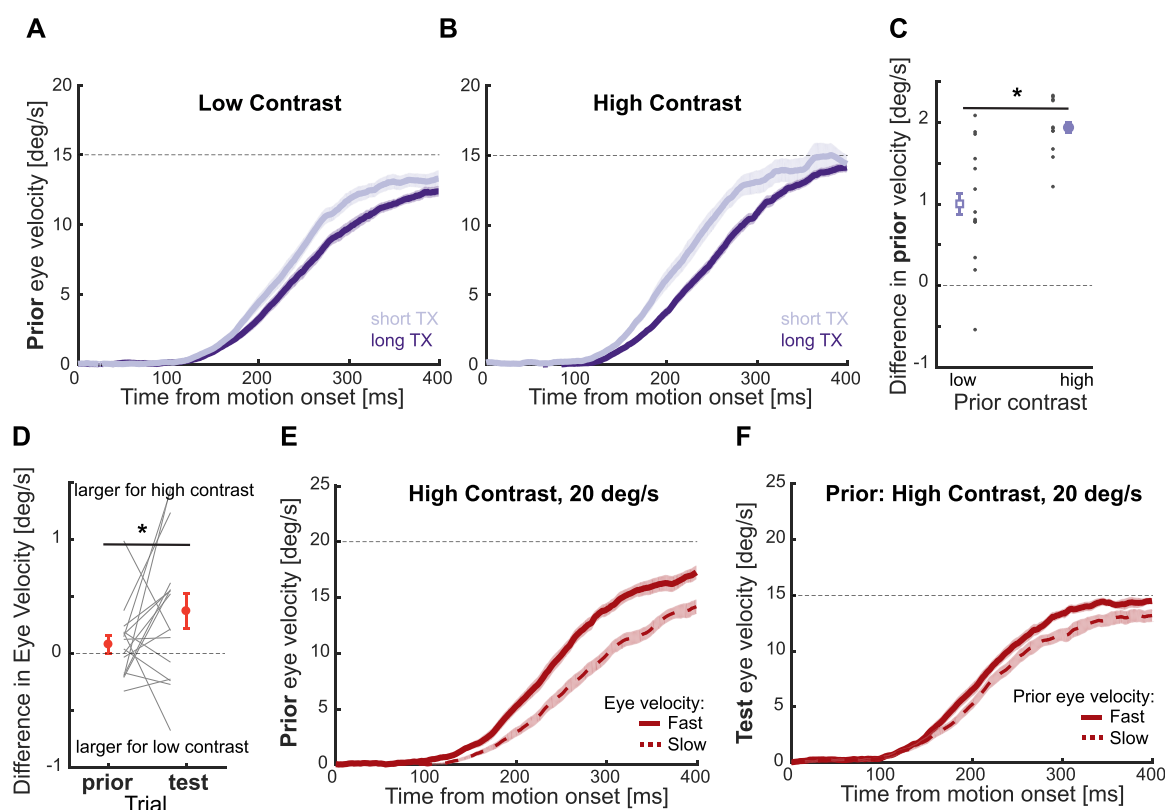 A
Low Contrast
Prior eye velocity [deg/s]
20
15
10
5
0
short TX
long TX
0
100
200
300
400
Time from motion onset [ms]
B
High Contrast
20
15
10
5
0
short TX
long TX
0
100
200
300
400
Time from motion onset [ms]
C
Difference in prior velocity [deg/s]
2
1
0
-1
*
low
high
Prior contrast
D
Difference in Eye Velocity [deg/s]
larger for high contrast
1
*
0
larger for low contrast
-1
prior
test
Trial
E
High Contrast, 20 deg/s
Prior eye velocity [deg/s]
25
20
15
10
5
0
Eye velocity:
Fast
Slow
0
100
200
300
400
Time from motion onset [ms]
F
Prior: High Contrast, 20 deg/s
Test eye velocity [deg/s]
25
20
15
10
5
0
Prior eye velocity:
Fast
Slow
0
100
200
300
400
Time from motion onset [ms]